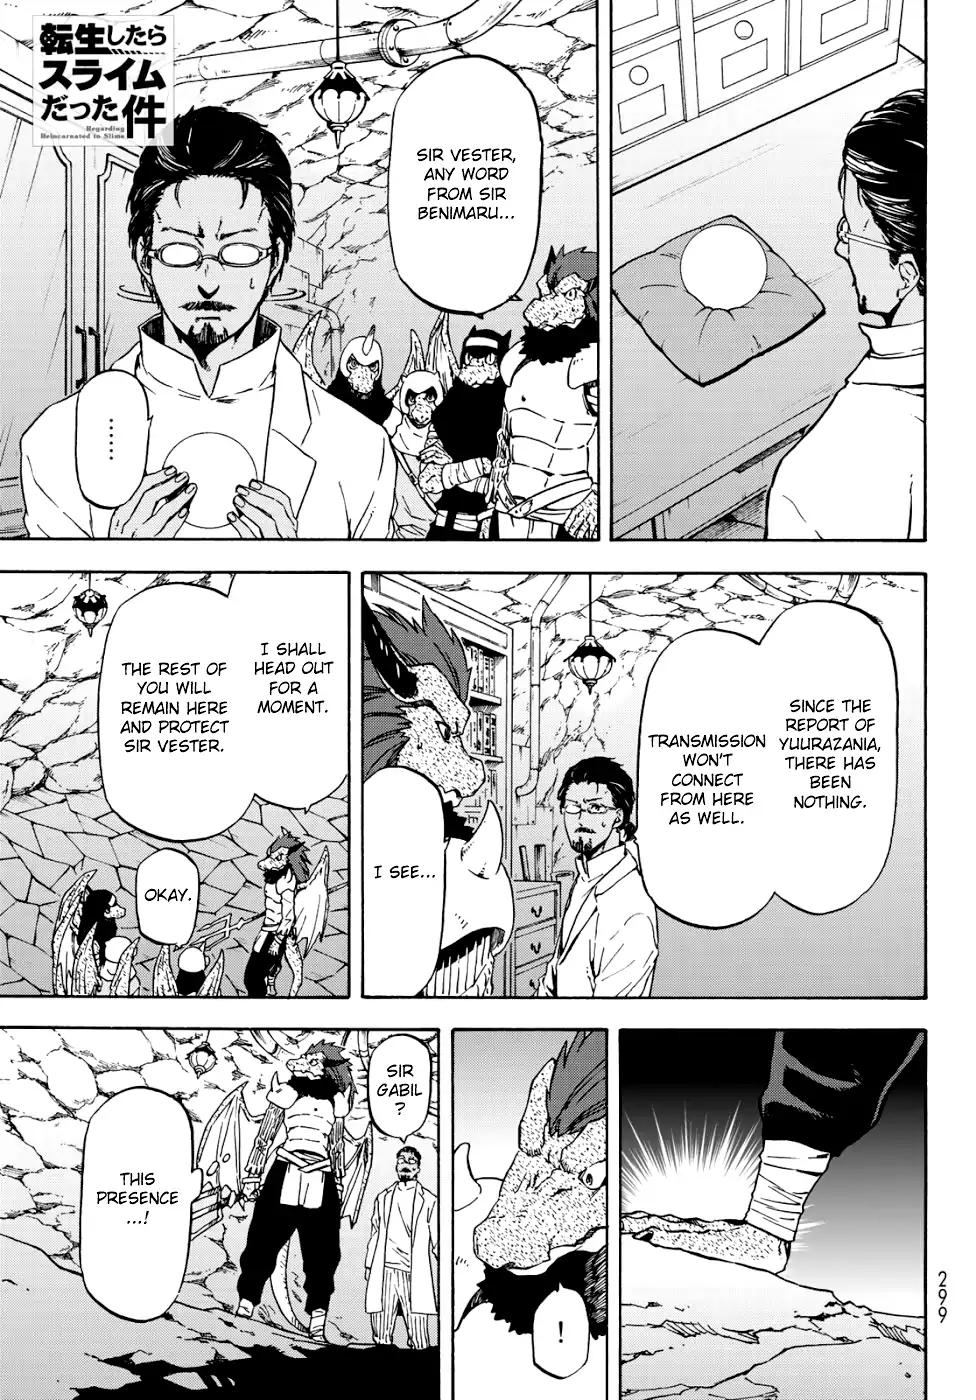 転生したら
スライム
だった件
Regarding
Reincarnated to Slime
SIR VESTER,
ANY WORD
FROM SIR
BENIMARU...
......
SINCE THE
REPORT OF
YUURAZANIA,
THERE HAS
BEEN
NOTHING.
TRANSMISSION
WON'T
CONNECT
FROM HERE
AS WELL.
I SEE...
I SHALL
HEAD OUT
FOR A
MOMENT.
THE REST OF
YOU WILL
REMAIN HERE
AND PROTECT
SIR VESTER.
OKAY.
!
SIR
GABIL
?
THIS
PRESENCE
...!
299